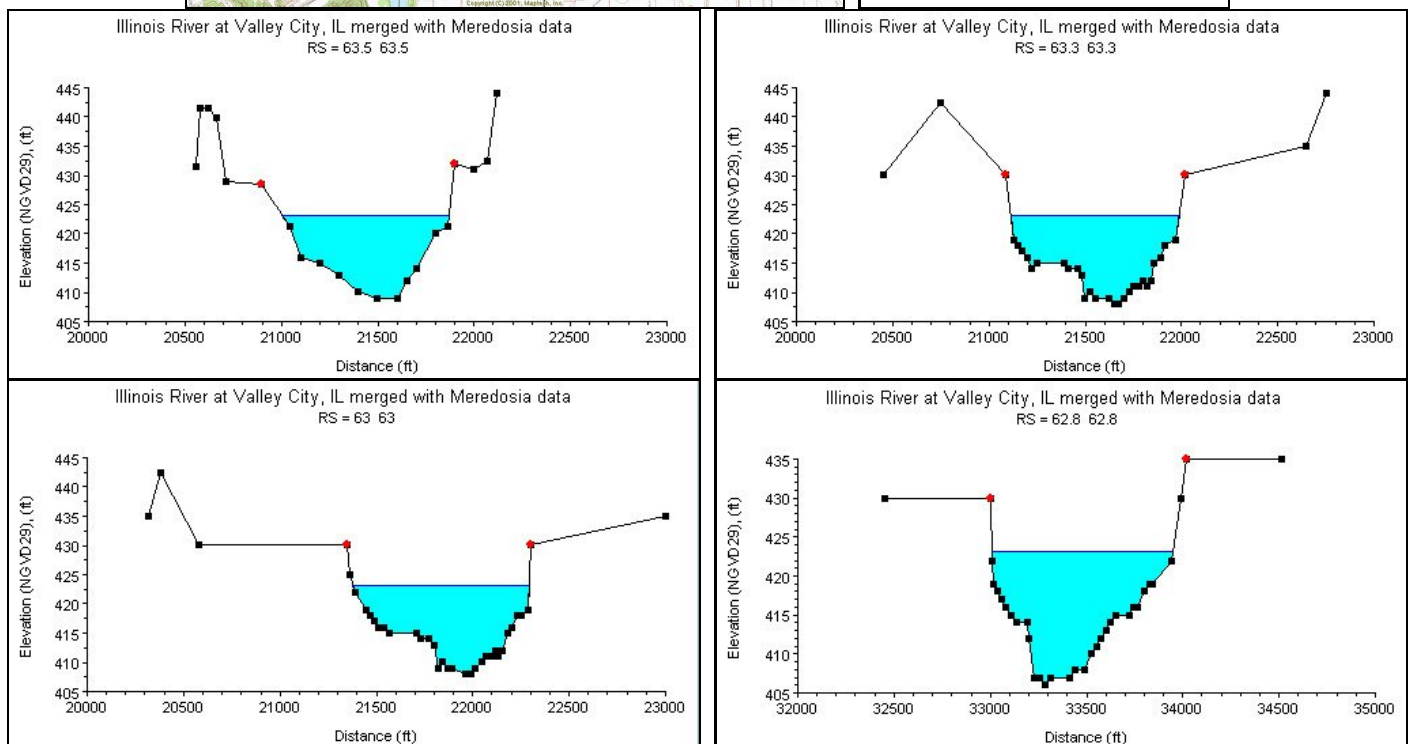 Copyright (C) 2001, Maptech, Inc.
Illinois River at Valley City, IL merged with Meredosia data
RS = 63.5 63.5
Elevation (NGVD29), (ft)
445
440
435
430
425
420
415
410
405
20000 20500 21000 21500 22000 22500 23000
Distance (ft)
Illinois River at Valley City, IL merged with Meredosia data
RS = 63.3 63.3
Elevation (NGVD29), (ft)
445
440
435
430
425
420
415
410
405
20000 20500 21000 21500 22000 22500 23000
Distance (ft)
Illinois River at Valley City, IL merged with Meredosia data
RS = 63 63
Elevation (NGVD29), (ft)
445
440
435
430
425
420
415
410
405
20000 20500 21000 21500 22000 22500 23000
Distance (ft)
Illinois River at Valley City, IL merged with Meredosia data
RS = 62.8 62.8
Elevation (NGVD29), (ft)
435
430
425
420
415
410
405
32000 32500 33000 33500 34000 34500 35000
Distance (ft)